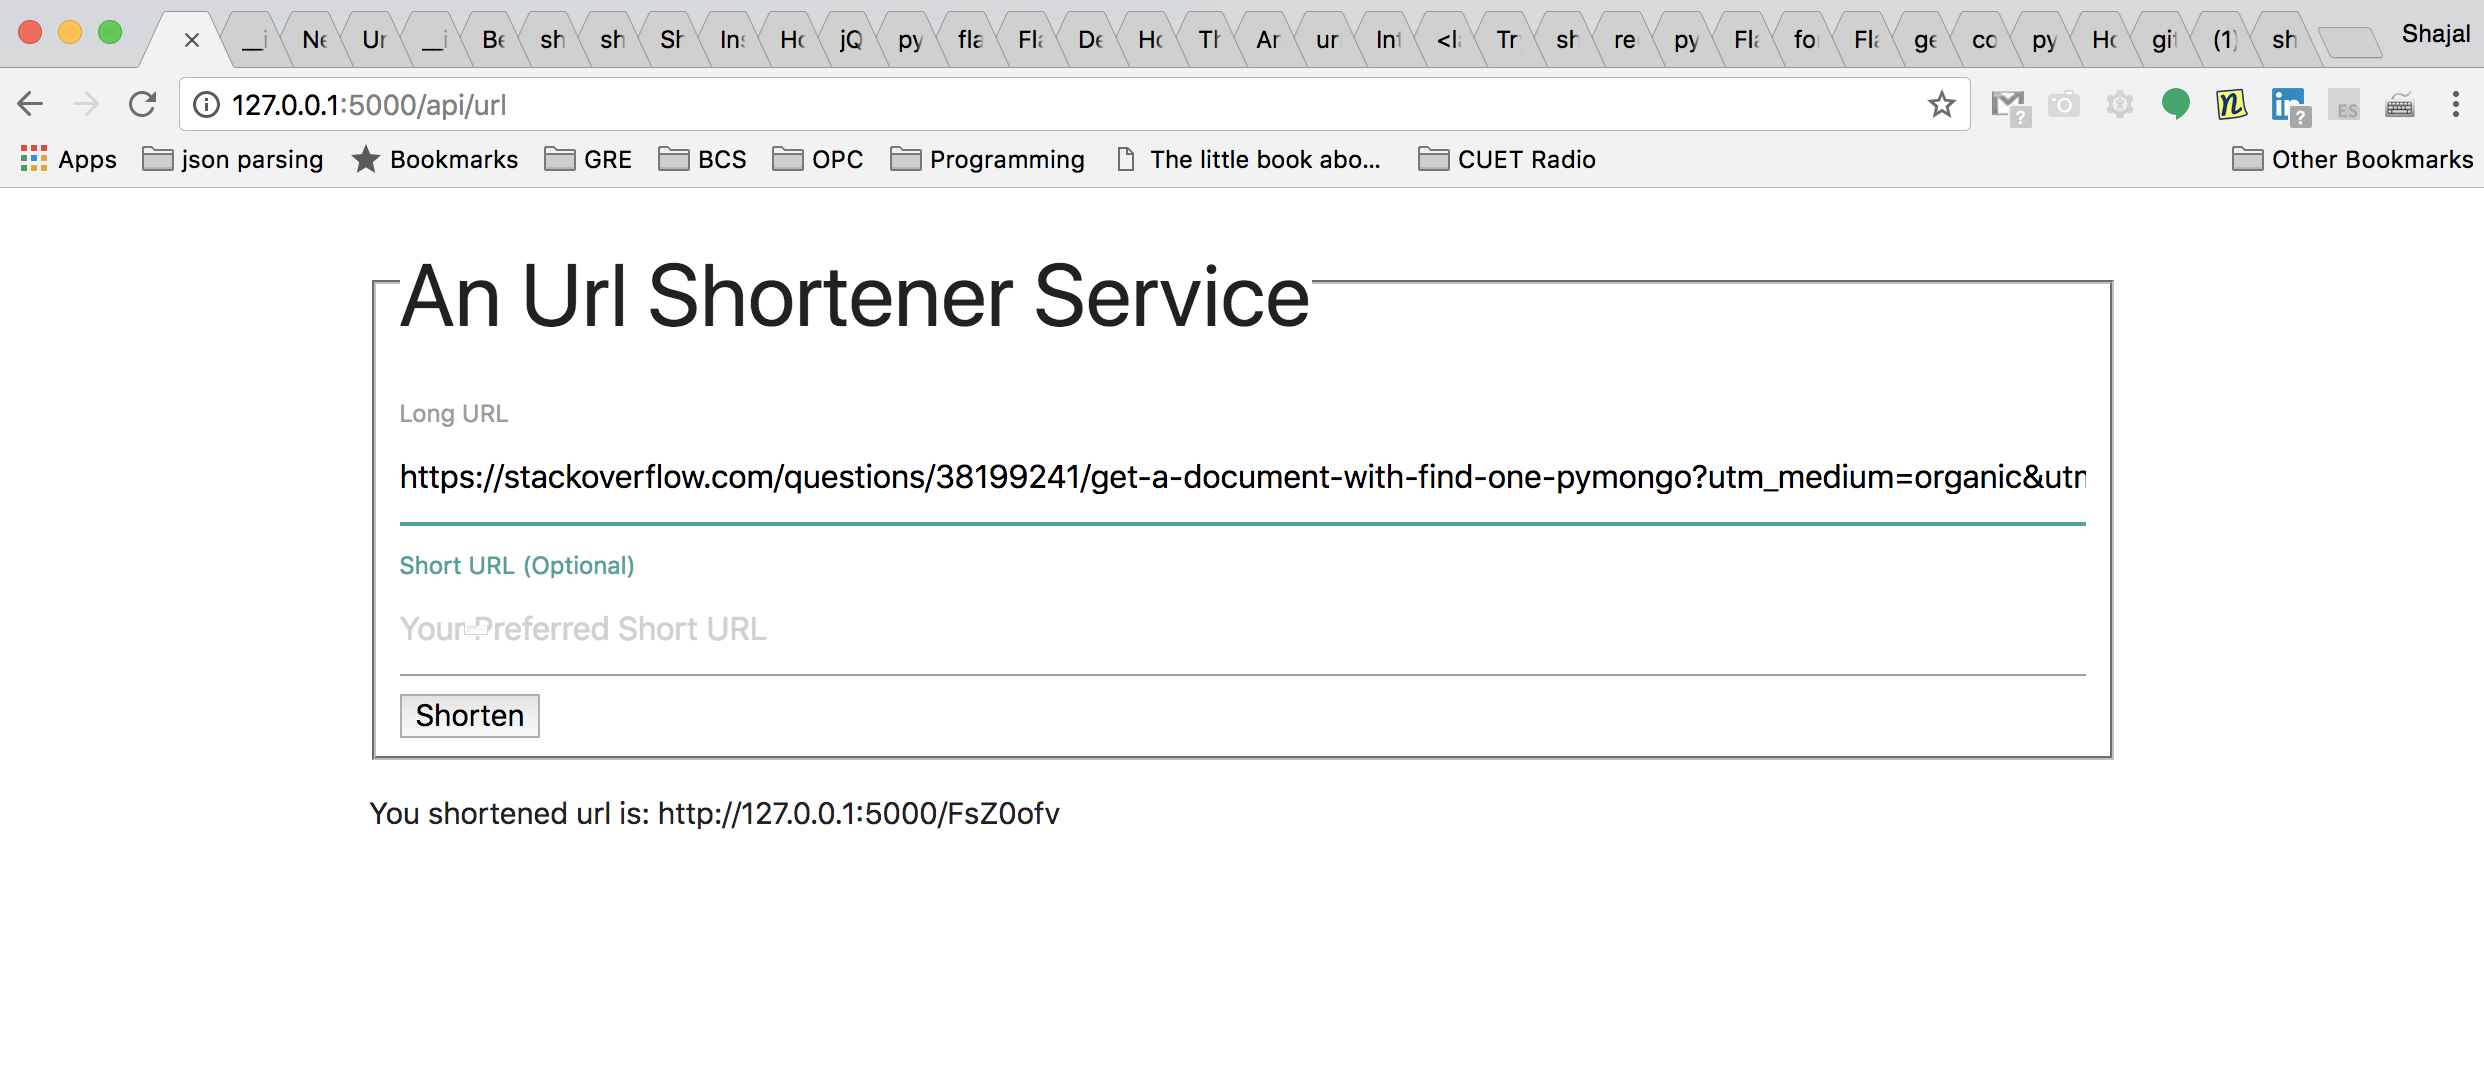 __i Ne Ur __i Be sh sh Sh Ins Ho jQ py fla Fla De Ho Th An ur Int <la Tr sh re py Fla fo Fla ge co py Ho git (1) sh Shajal
127.0.0.1:5000/api/url
Apps json parsing Bookmarks GRE BCS OPC Programming The little book abo... CUET Radio Other Bookmarks
An Url Shortener Service
Long URL
https://stackoverflow.com/questions/38199241/get-a-document-with-find-one-pymongo?utm_medium=organic&utm
Short URL (Optional)
Your Preferred Short URL
Shorten
You shortened url is: http://127.0.0.1:5000/FsZ0ofv